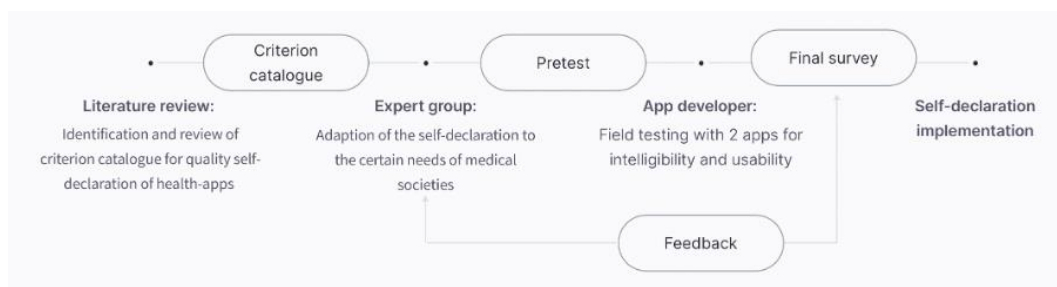 Criterion
catalogue
Pretest
Final survey
Literature review:
Identification and review of
criterion catalogue for quality self-
declaration of health-apps
Expert group:
Adaption of the self-declaration to
the certain needs of medical
societies
App developer:
Field testing with 2 apps for
intelligibility and usability
Self-declaration
implementation
Feedback